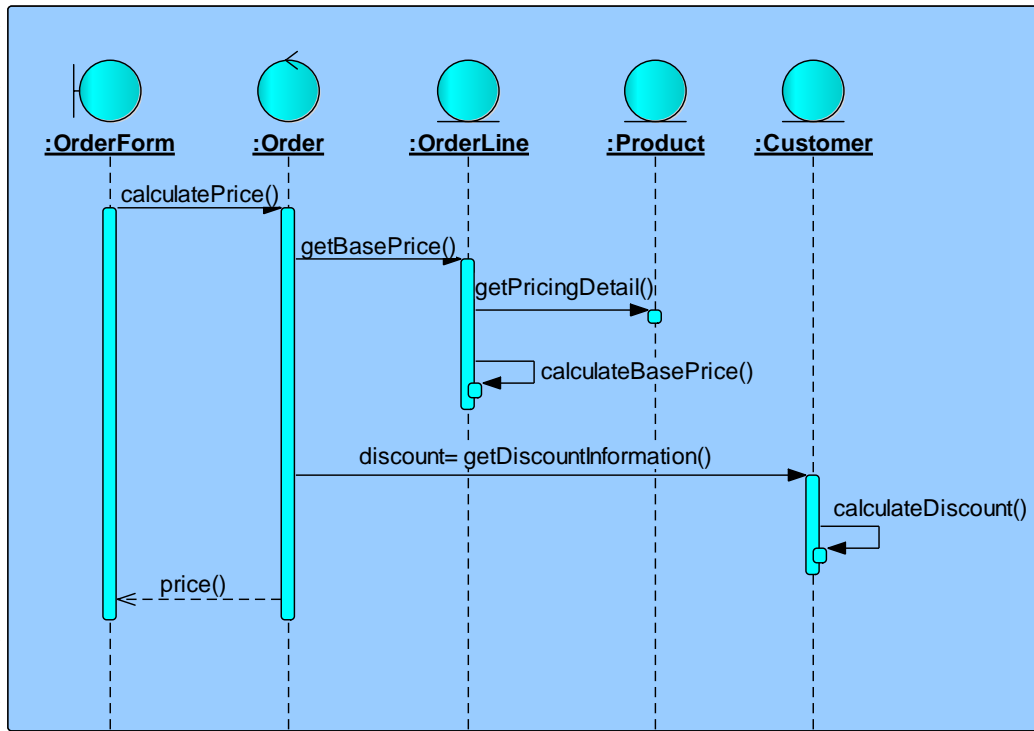 :OrderForm
:Order
:OrderLine
:Product
:Customer
calculatePrice()
getBasePrice()
getPricingDetail()
calculateBasePrice()
discount= getDiscountInformation()
calculateDiscount()
price()